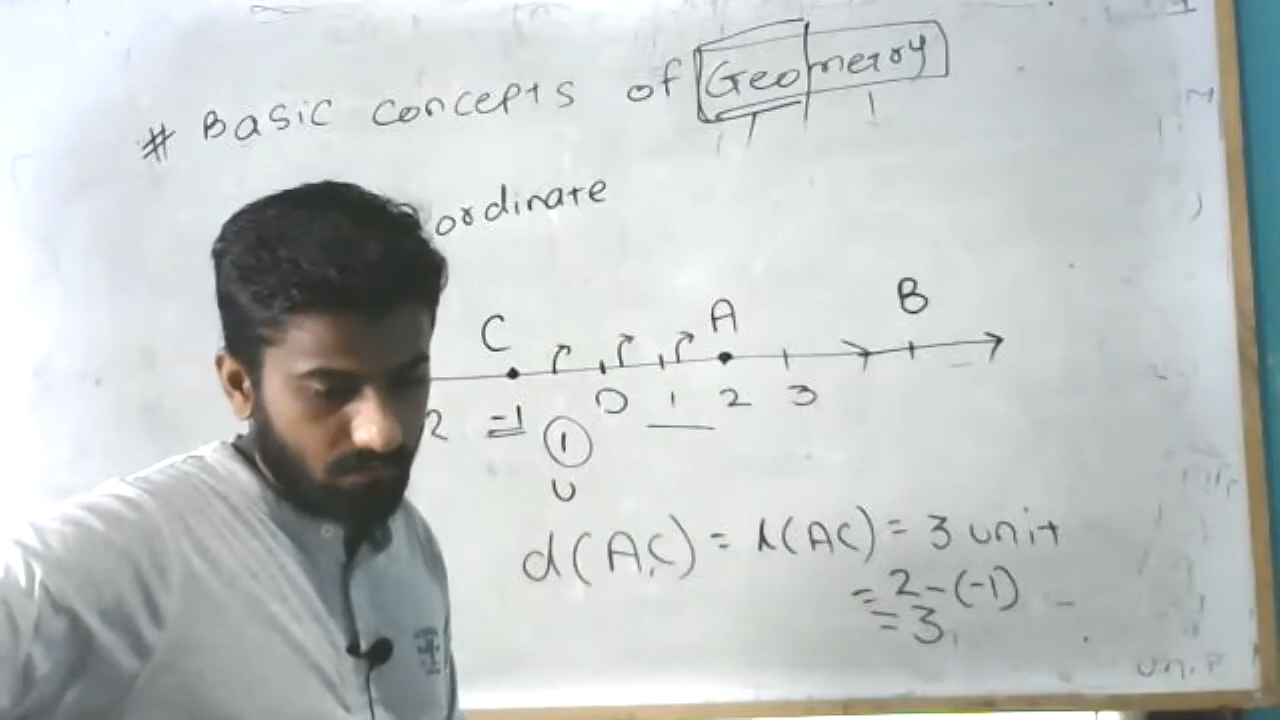 # Basic concepts of Geometry
ordinate
C A B
2 -1 0 1 2 3
1
U
d(A,C) = l(AC) = 3 unit
= 2-(-1)
= 3